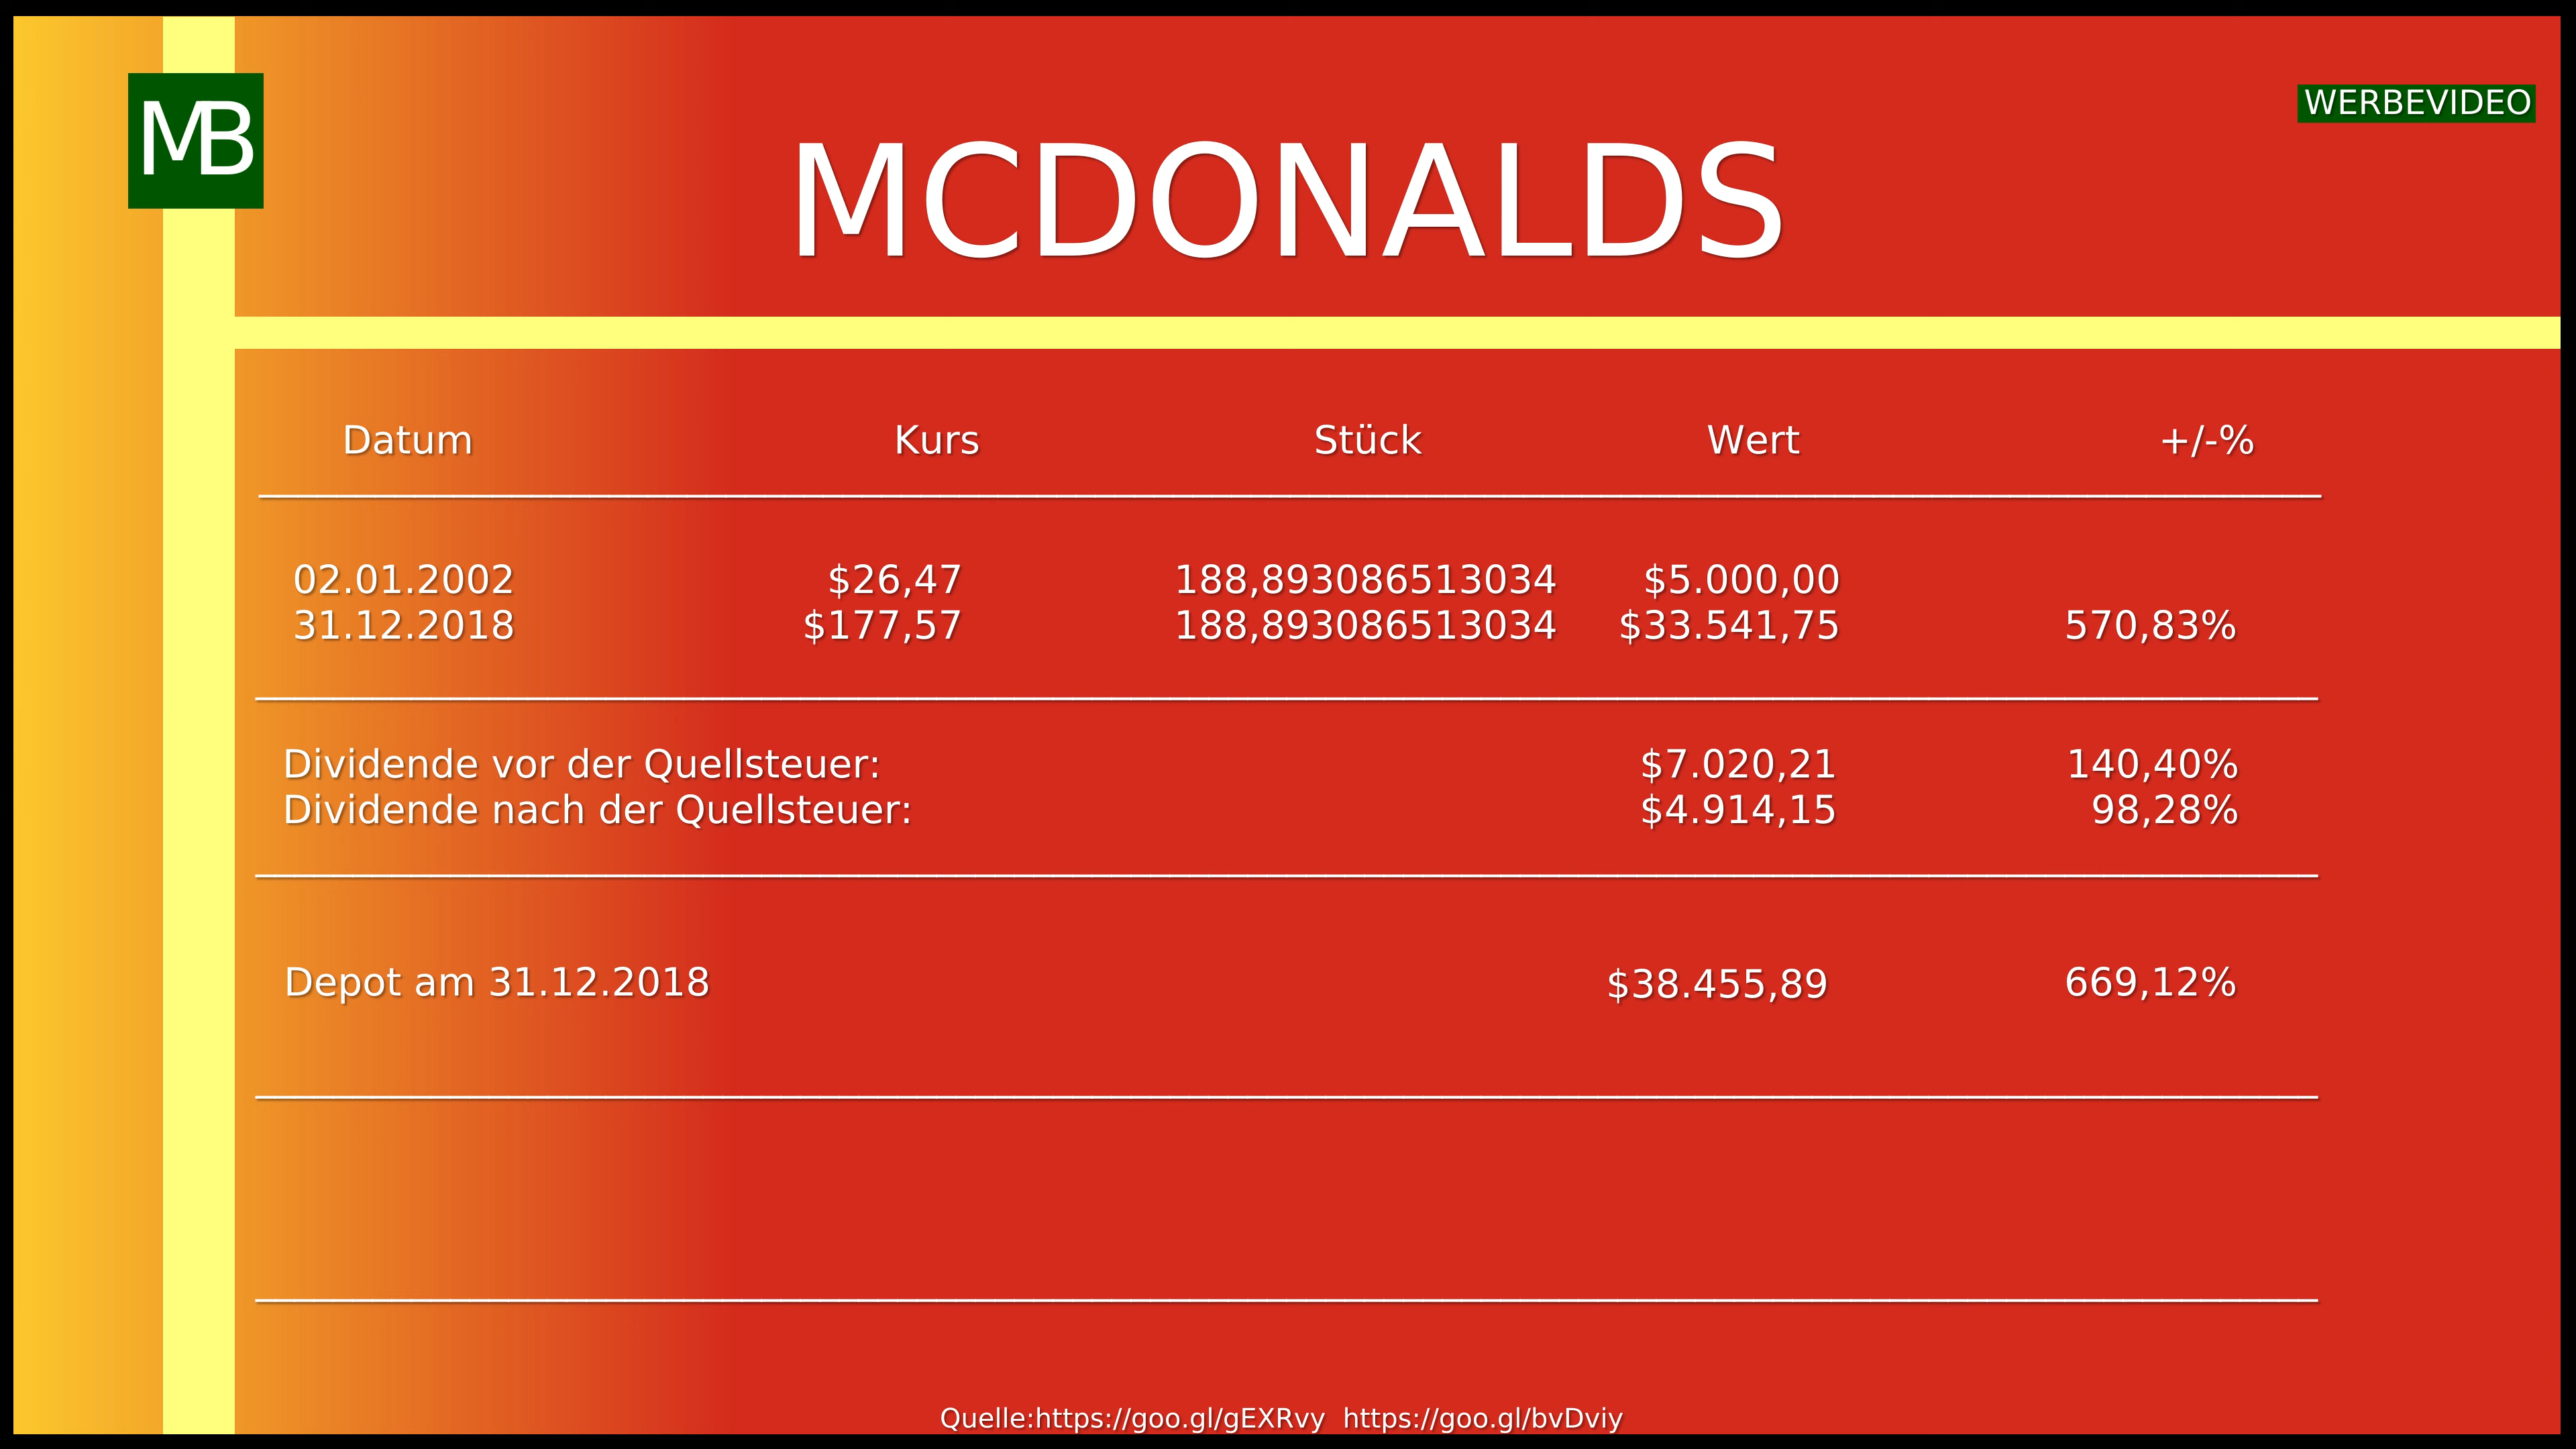 MB
WERBEVIDEO
MCDONALDS
Datum Kurs Stück Wert +/-%
02.01.2002 $26,47 188,893086513034 $5.000,00
31.12.2018 $177,57 188,893086513034 $33.541,75 570,83%
Dividende vor der Quellsteuer: $7.020,21 140,40%
Dividende nach der Quellsteuer: $4.914,15 98,28%
Depot am 31.12.2018 $38.455,89 669,12%
Quelle:https://goo.gl/gEXRvy https://goo.gl/bvDviy